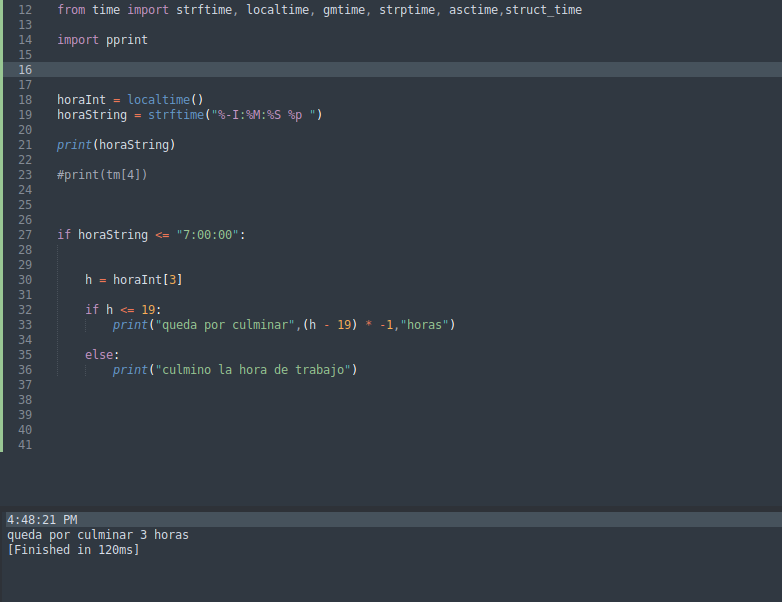 12 from time import strftime, localtime, gmtime, strptime, asctime,struct_time
13
14 import pprint
15
16
17
18 horaInt = localtime()
19 horaString = strftime("%-I:%M:%S %p ")
20
21 print(horaString)
22
23 #print(tm[4])
24
25
26
27 if horaString <= "7:00:00":
28
29
30 h = horaInt[3]
31
32 if h <= 19:
33 print("queda por culminar",(h - 19) * -1,"horas")
34
35 else:
36 print("culmino la hora de trabajo")
37
38
39
40
41
4:48:21 PM
queda por culminar 3 horas
[Finished in 120ms]